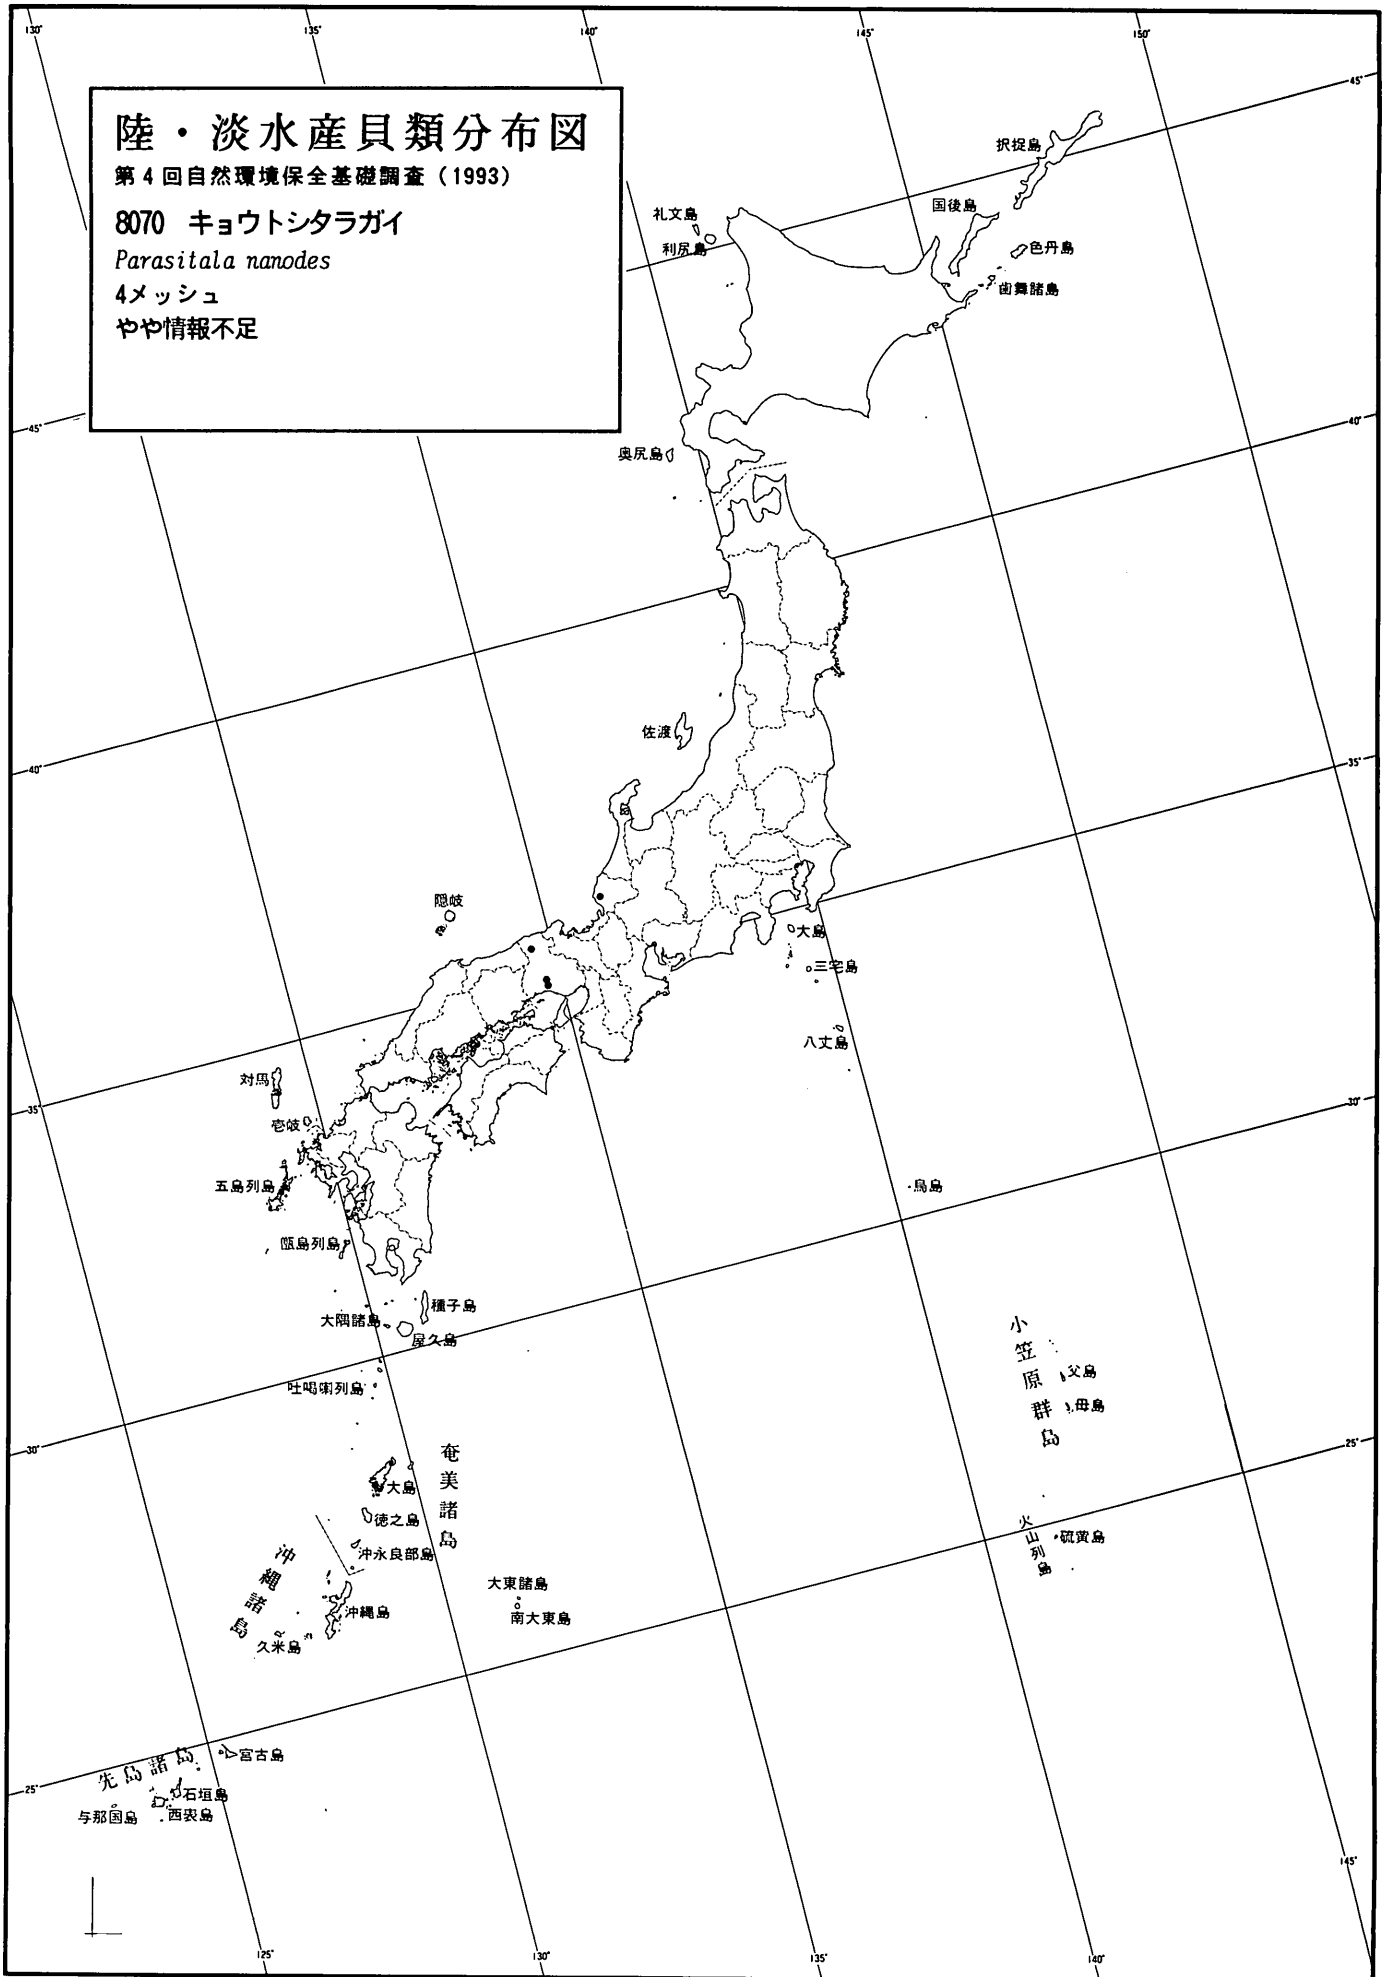 130°
135°
140°
145°
150°
陸・淡水産貝類分布図
第4回自然環境保全基礎調査（1993）
8070 キョウトシタラガイ
Parasitala nanodes
4メッシュ
やや情報不足
45°
択捉島
国後島
色丹島
歯舞諸島
礼文島
利尻島
奥尻島
45°
40°
佐渡
40°
35°
隠岐
大島
三宅島
八丈島
対馬
壱岐
35°
30°
五島列島
甑島列島
鳥島
種子島
大隅諸島
屋久島
吐噶喇列島
小笠原群島
父島
母島
30°
25°
奄美諸島
大島
徳之島
沖永良部島
火山列島
硫黄島
沖縄諸島
沖縄島
久米島
大東諸島
南大東島
先島諸島
宮古島
石垣島
西表島
与那国島
25°
145°
125°
130°
135°
140°